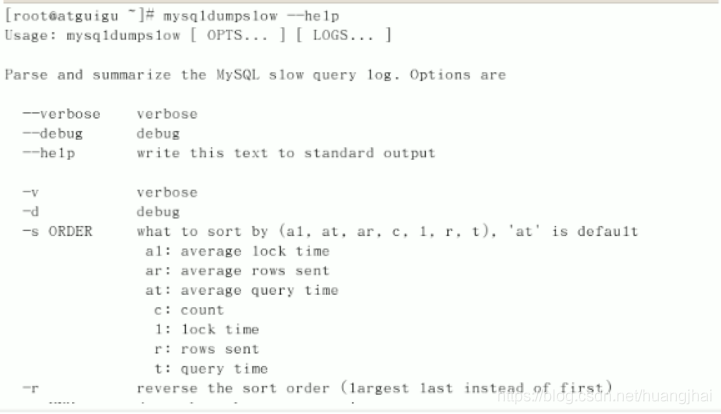 [root@atguigu ~]# mysqldumpslow --help
Usage: mysqldumpslow [ OPTS... ] [ LOGS... ]
Parse and summarize the MySQL slow query log. Options are
--verbose    verbose
--debug      debug
--help       write this text to standard output
-v           verbose
-d           debug
-s ORDER     what to sort by (al, at, ar, c, l, r, t), 'at' is default
al: average lock time
ar: average rows sent
at: average query time
c: count
l: lock time
r: rows sent
t: query time
-r           reverse the sort order (largest last instead of first)
https://blog.csdn.net/huangjhai